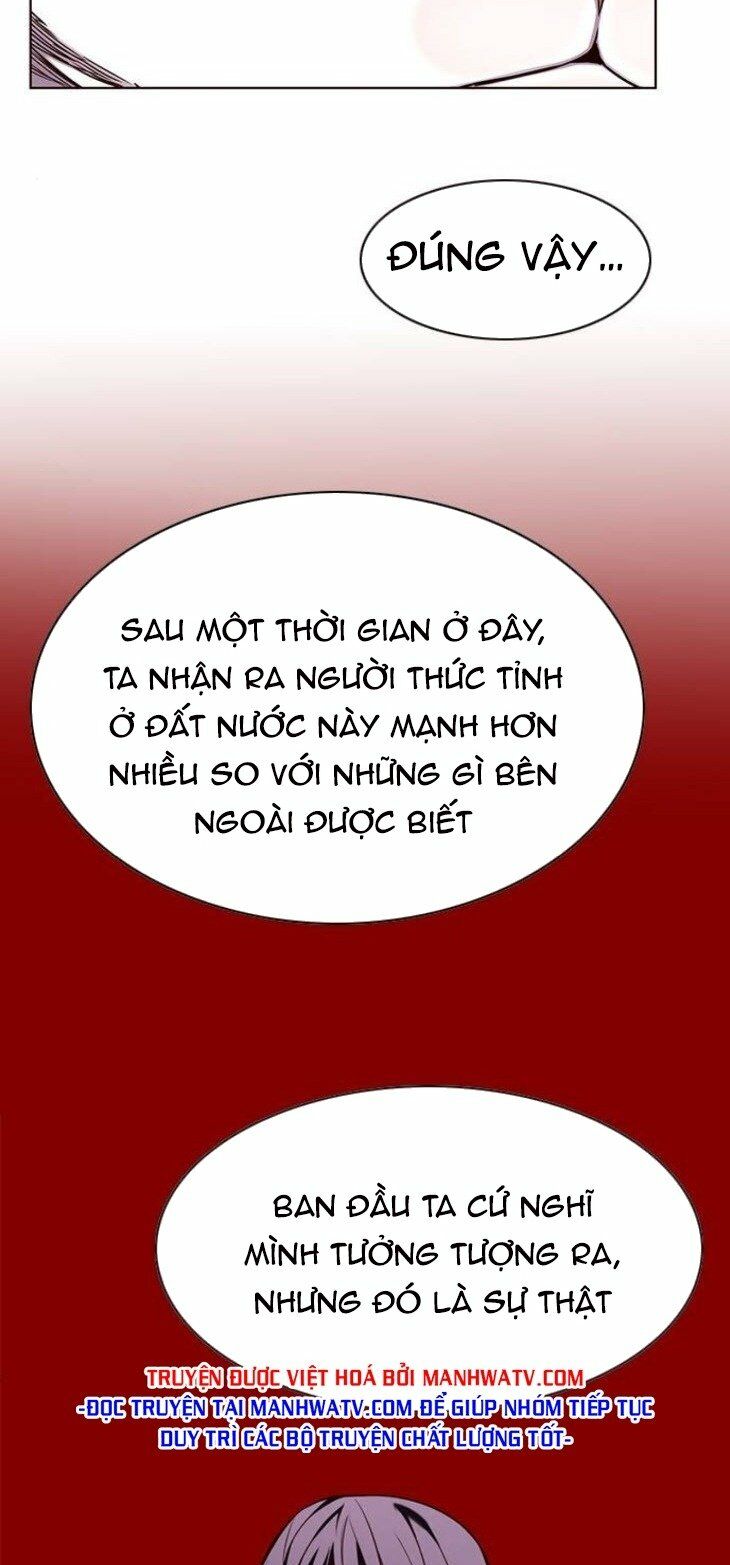 ĐÚNG VẬY...
SAU MỘT THỜI GIAN Ở ĐÂY,
TA NHẬN RA NGƯỜI THỨC TỈNH
Ở ĐẤT NƯỚC NÀY MẠNH HƠN
NHIỀU SO VỚI NHỮNG GÌ BÊN
NGOÀI ĐƯỢC BIẾT
BAN ĐẦU TA CỨ NGHĨ
MÌNH TƯỞNG TƯỢNG RA,
NHƯNG ĐÓ LÀ SỰ THẬT
TRUYỆN ĐƯỢC VIỆT HOÁ BỞI MANHWATV.COM
-ĐỌC TRUYỆN TẠI MANHWATV.COM ĐỂ GIÚP NHÓM TIẾP TỤC
DUY TRÌ CÁC BỘ TRUYỆN CHẤT LƯỢNG TỐT-